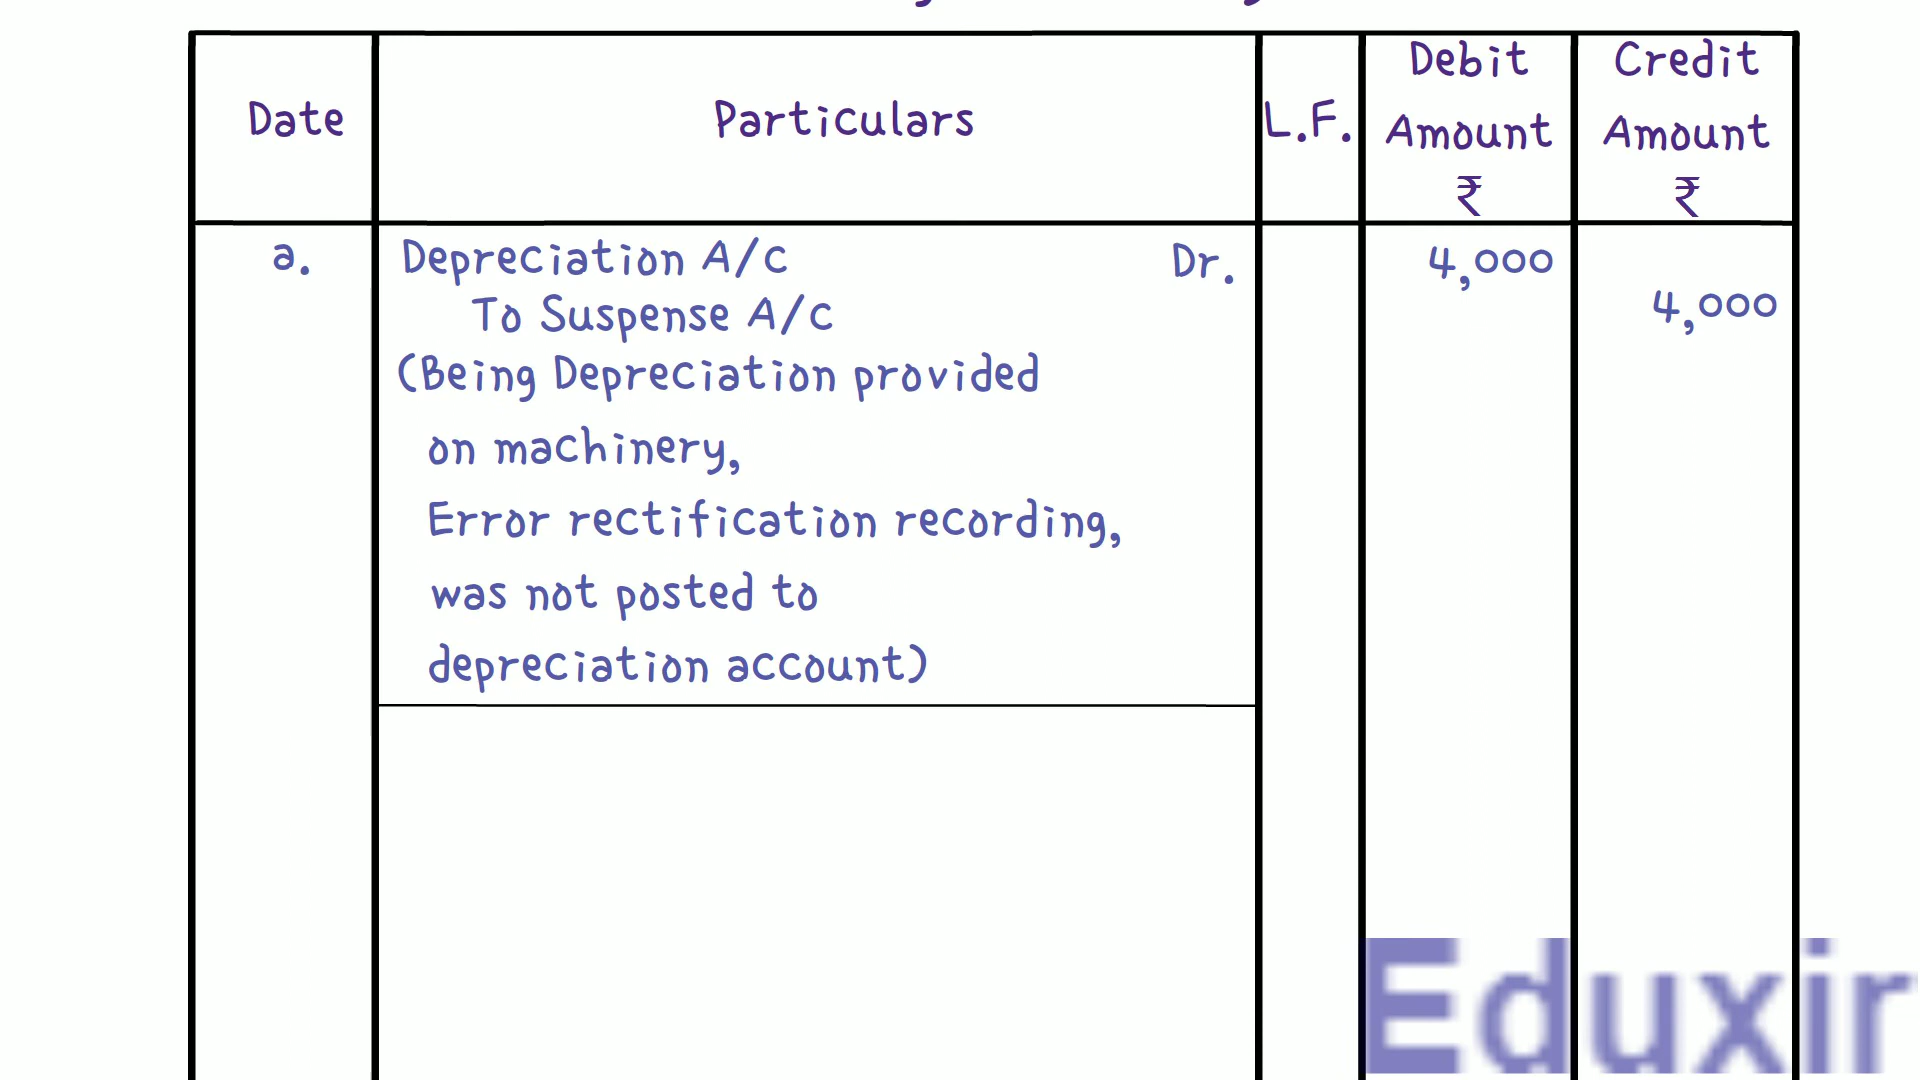 Date Particulars L.F. Debit Amount ₹ Credit Amount ₹
a. Depreciation A/c Dr. 4,000
To Suspense A/c 4,000
(Being Depreciation provided
on machinery,
Error rectification recording,
was not posted to
depreciation account)
Eduxir